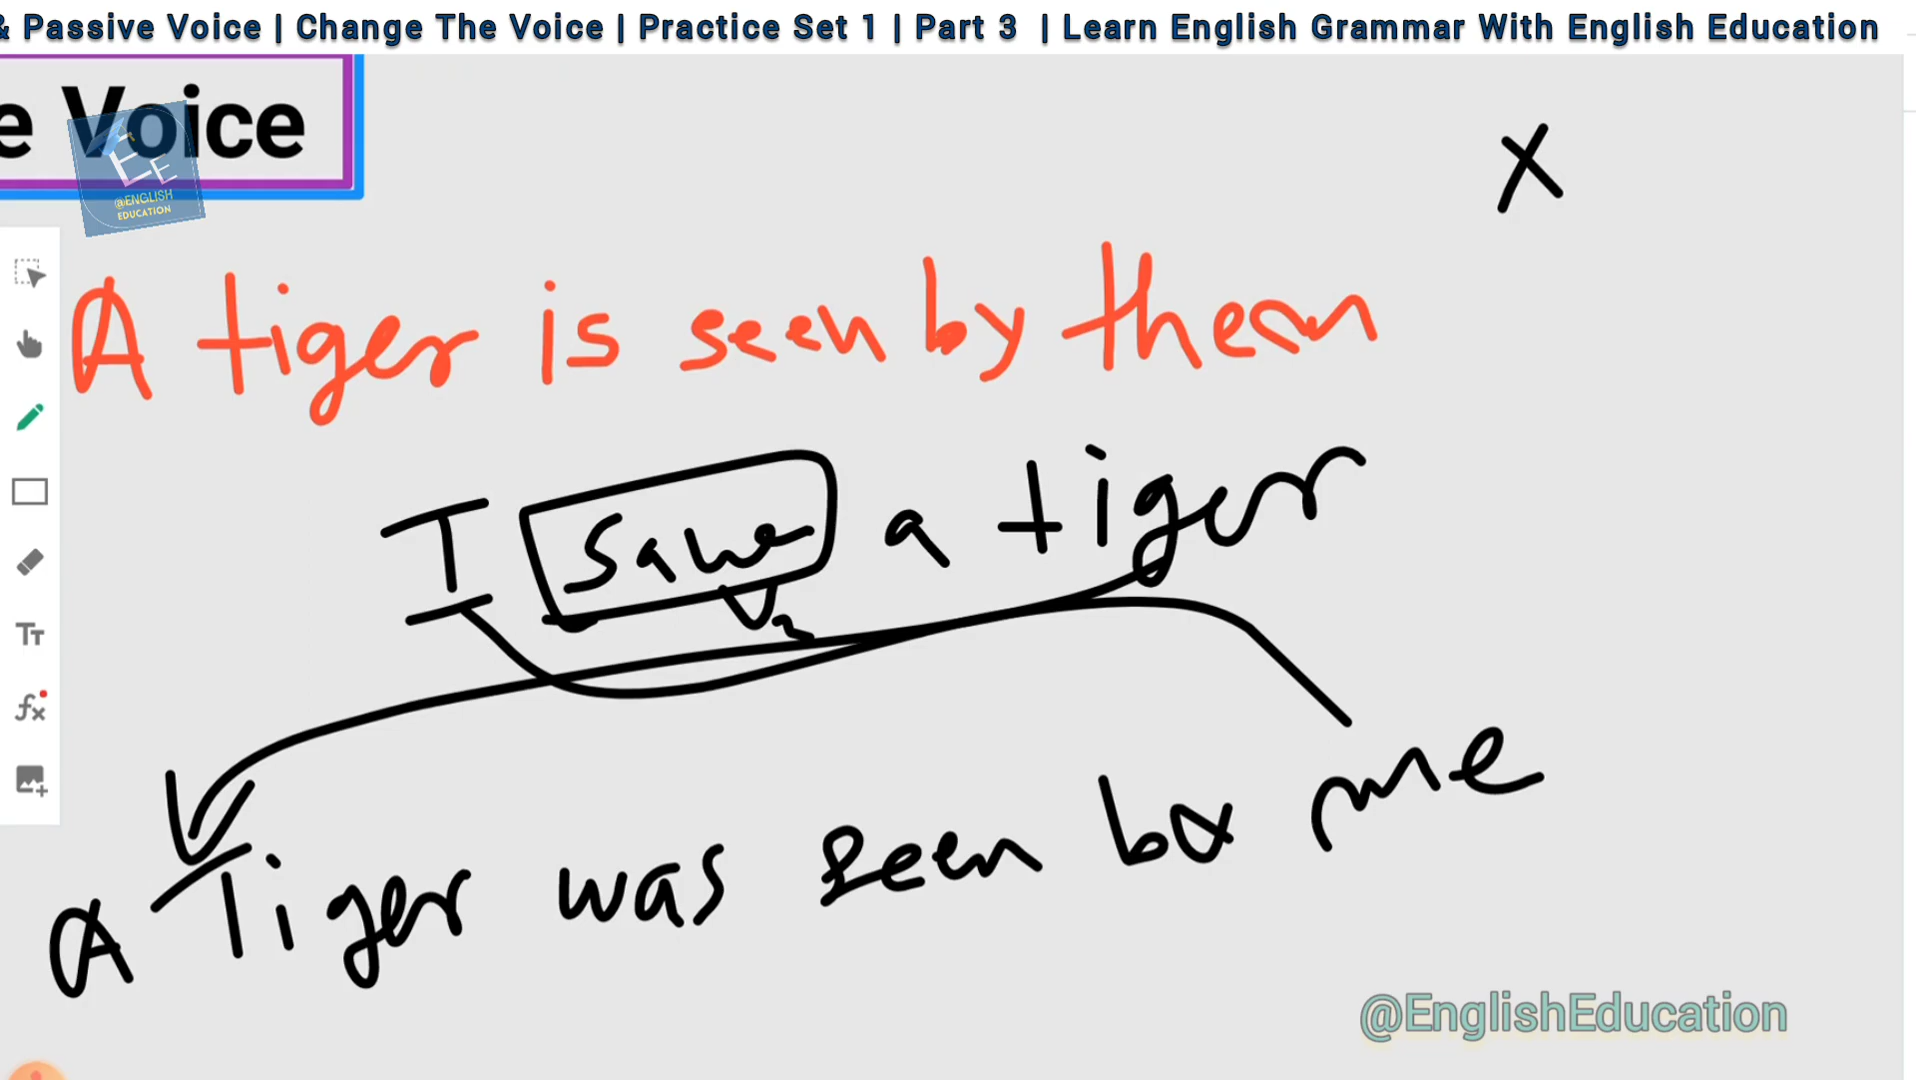 & Passive Voice | Change The Voice | Practice Set 1 | Part 3 | Learn English Grammar With English Education
e Voice
EE
@ENGLISH
EDUCATION
A tiger is seen by them
I saw a tiger
V2
A Tiger was seen by me
X
Tт
fx
@EnglishEducation